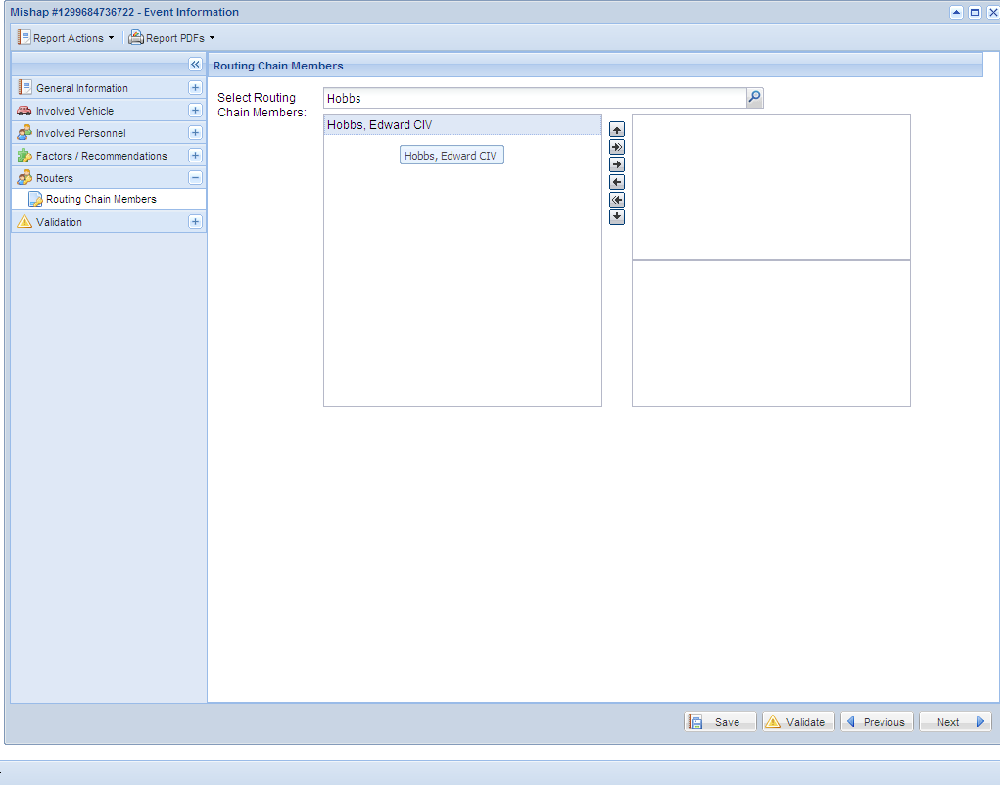 Mishap #1299684736722 - Event Information
Report Actions
Report PDFs
Routing Chain Members
General Information
Involved Vehicle
Involved Personnel
Factors / Recommendations
Routers
Routing Chain Members
Validation
Select Routing
Chain Members:
Hobbs
Hobbs, Edward CIV
Hobbs, Edward CIV
Save
Validate
Previous
Next